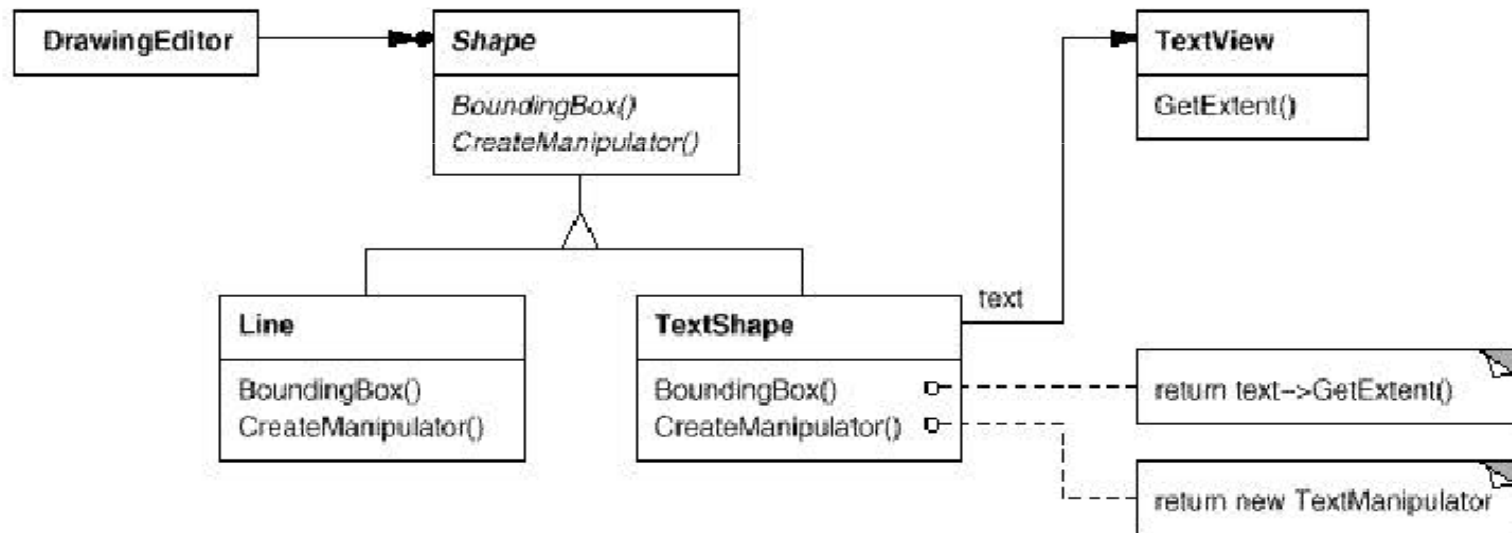 DrawingEditor
Shape
BoundingBox()
CreateManipulator()
TextView
GetExtent()
Line
BoundingBox()
CreateManipulator()
TextShape
BoundingBox()
CreateManipulator()
text
return text->GetExtent()
return new TextManipulator